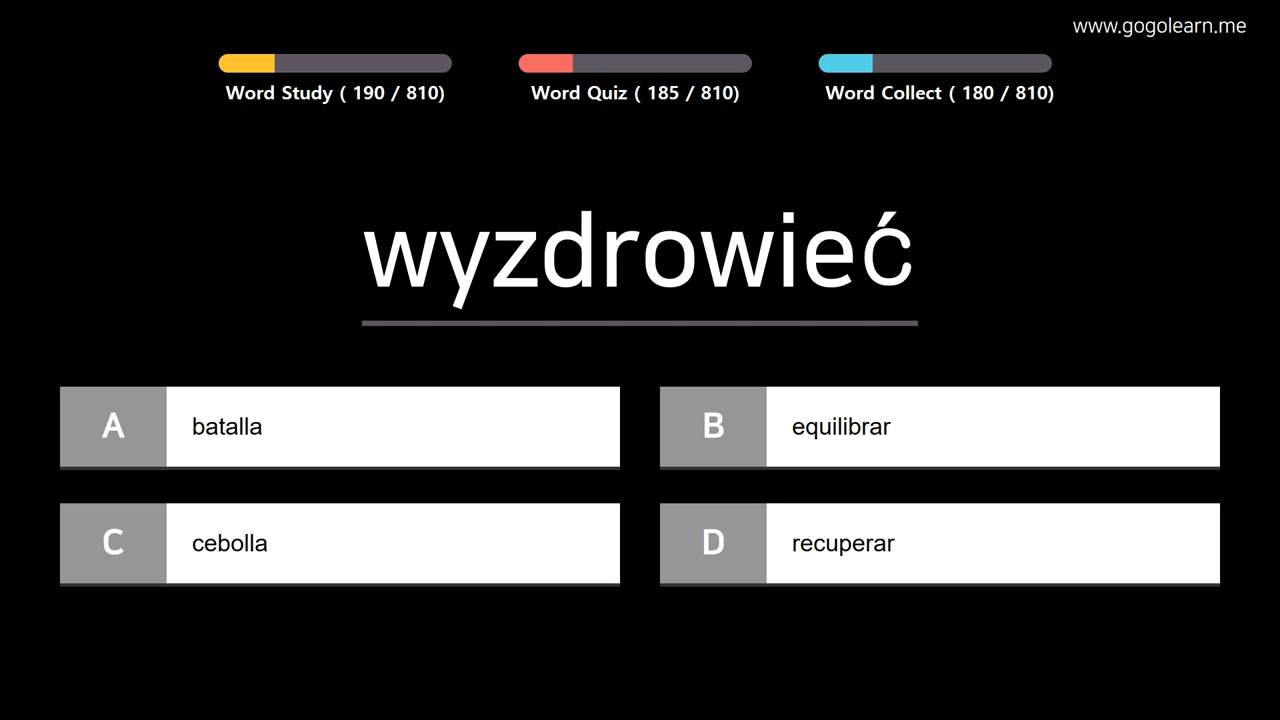 www.gogolearn.me
Word Study ( 190 / 810)
Word Quiz ( 185 / 810)
Word Collect ( 180 / 810)
wyzdrowieć
A batalla
B equilibrar
C cebolla
D recuperar